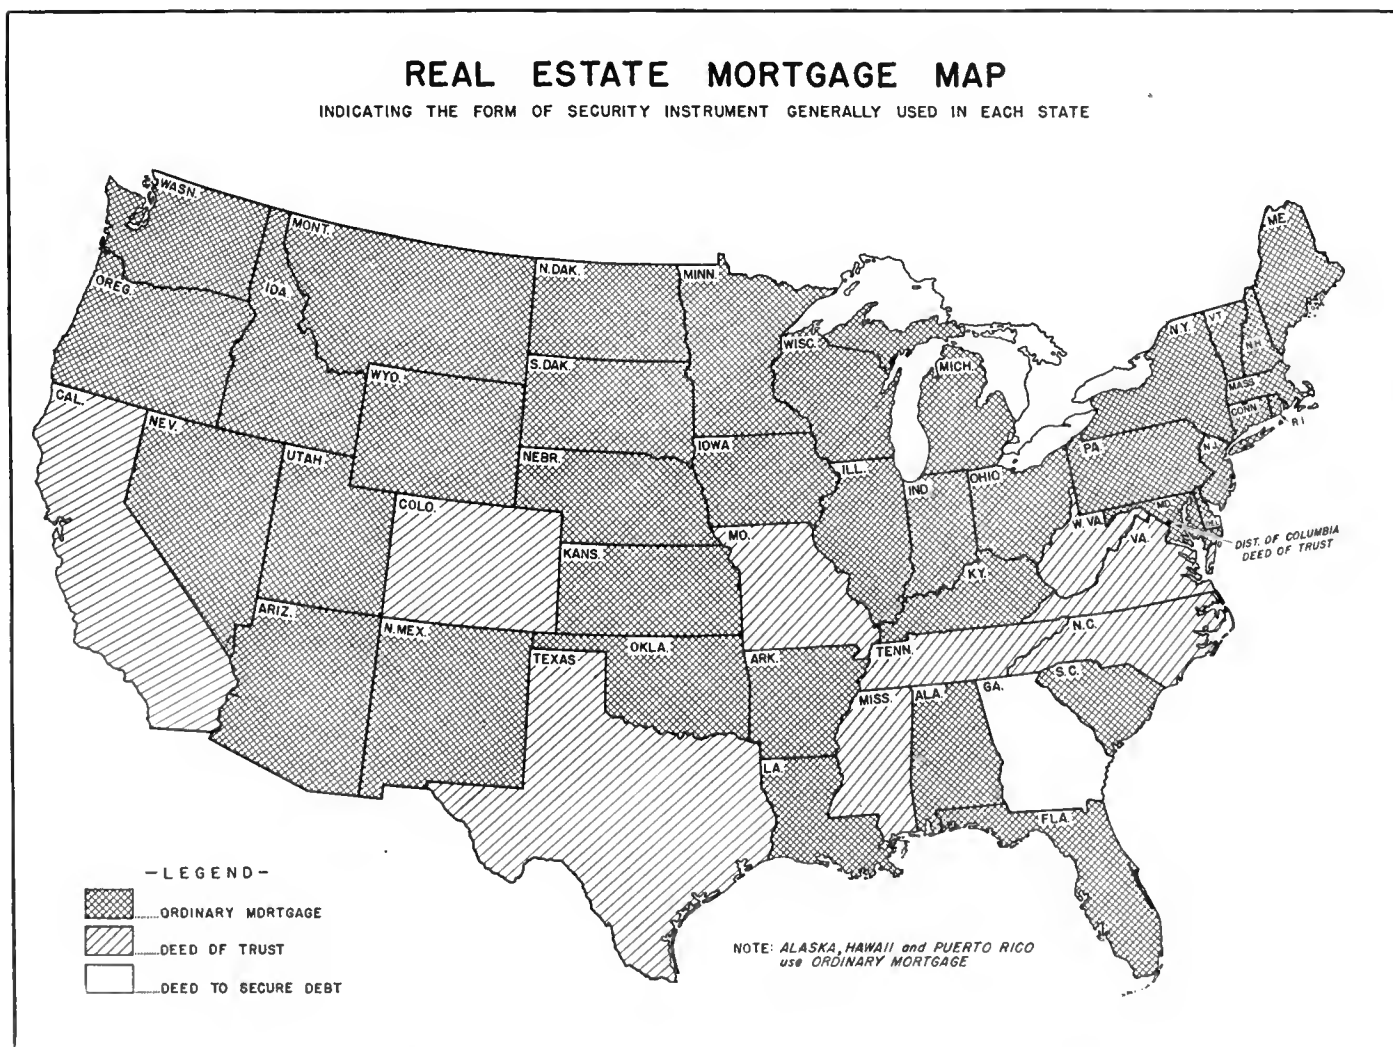 REAL ESTATE MORTGAGE MAP
INDICATING THE FORM OF SECURITY INSTRUMENT GENERALLY USED IN EACH STATE
WASN.
MONT.
ME.
N.DAK.
MINN.
OREG.
IDA.
N.Y.
VT.
N.H.
WISC.
S.DAK.
MICH.
WYO.
MASS
CAL.
CONN
R I
NEV.
IOWA
PA.
N.J.
UTAH
NEBR.
ILL.
IND
OHIO
COLO.
MD.
W.VA.
VA.
DIST. OF COLUMBIA
DEED OF TRUST
MO.
KANS.
KY.
ARIZ.
N.MEX.
N.C.
OKLA.
TENN.
TEXAS
ARK.
S.C.
MISS.
ALA.
GA.
LA.
FLA.
-LEGEND-
ORDINARY MORTGAGE
DEED OF TRUST
DEED TO SECURE DEBT
NOTE: ALASKA, HAWAII and PUERTO RICO
use ORDINARY MORTGAGE